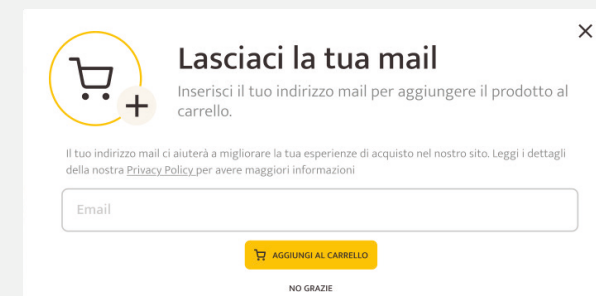 Lasciaci la tua mail
Inserisci il tuo indirizzo mail per aggiungere il prodotto al
carrello.
Il tuo indirizzo mail ci aiuterà a migliorare la tua esperienze di acquisto nel nostro sito. Leggi i dettagli
della nostra Privacy Policy per avere maggiori informazioni
Email
AGGIUNGI AL CARRELLO
NO GRAZIE